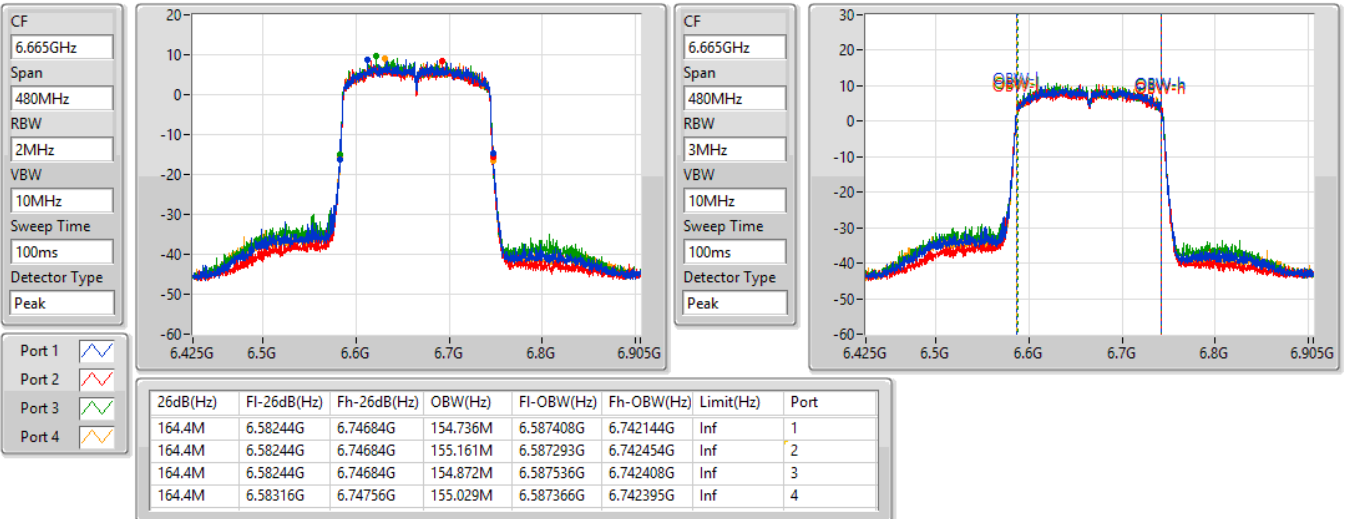 CF
6.665GHz
Span
480MHz
RBW
2MHz
VBW
10MHz
Sweep Time
100ms
Detector Type
Peak
20
10
0
-10
-20
-30
-40
-50
-60
6.425G 6.5G 6.6G 6.7G 6.8G 6.905G
CF
6.665GHz
Span
480MHz
RBW
3MHz
VBW
10MHz
Sweep Time
100ms
Detector Type
Peak
30
20
10
0
-10
-20
-30
-40
-50
-60
OBW-l OBW-h
6.425G 6.5G 6.6G 6.7G 6.8G 6.905G
Port 1
Port 2
Port 3
Port 4
26dB(Hz) Fl-26dB(Hz) Fh-26dB(Hz) OBW(Hz) Fl-OBW(Hz) Fh-OBW(Hz) Limit(Hz) Port
164.4M 6.58244G 6.74684G 154.736M 6.587408G 6.742144G Inf 1
164.4M 6.58244G 6.74684G 155.161M 6.587293G 6.742454G Inf 2
164.4M 6.58244G 6.74684G 154.872M 6.587536G 6.742408G Inf 3
164.4M 6.58316G 6.74756G 155.029M 6.587366G 6.742395G Inf 4